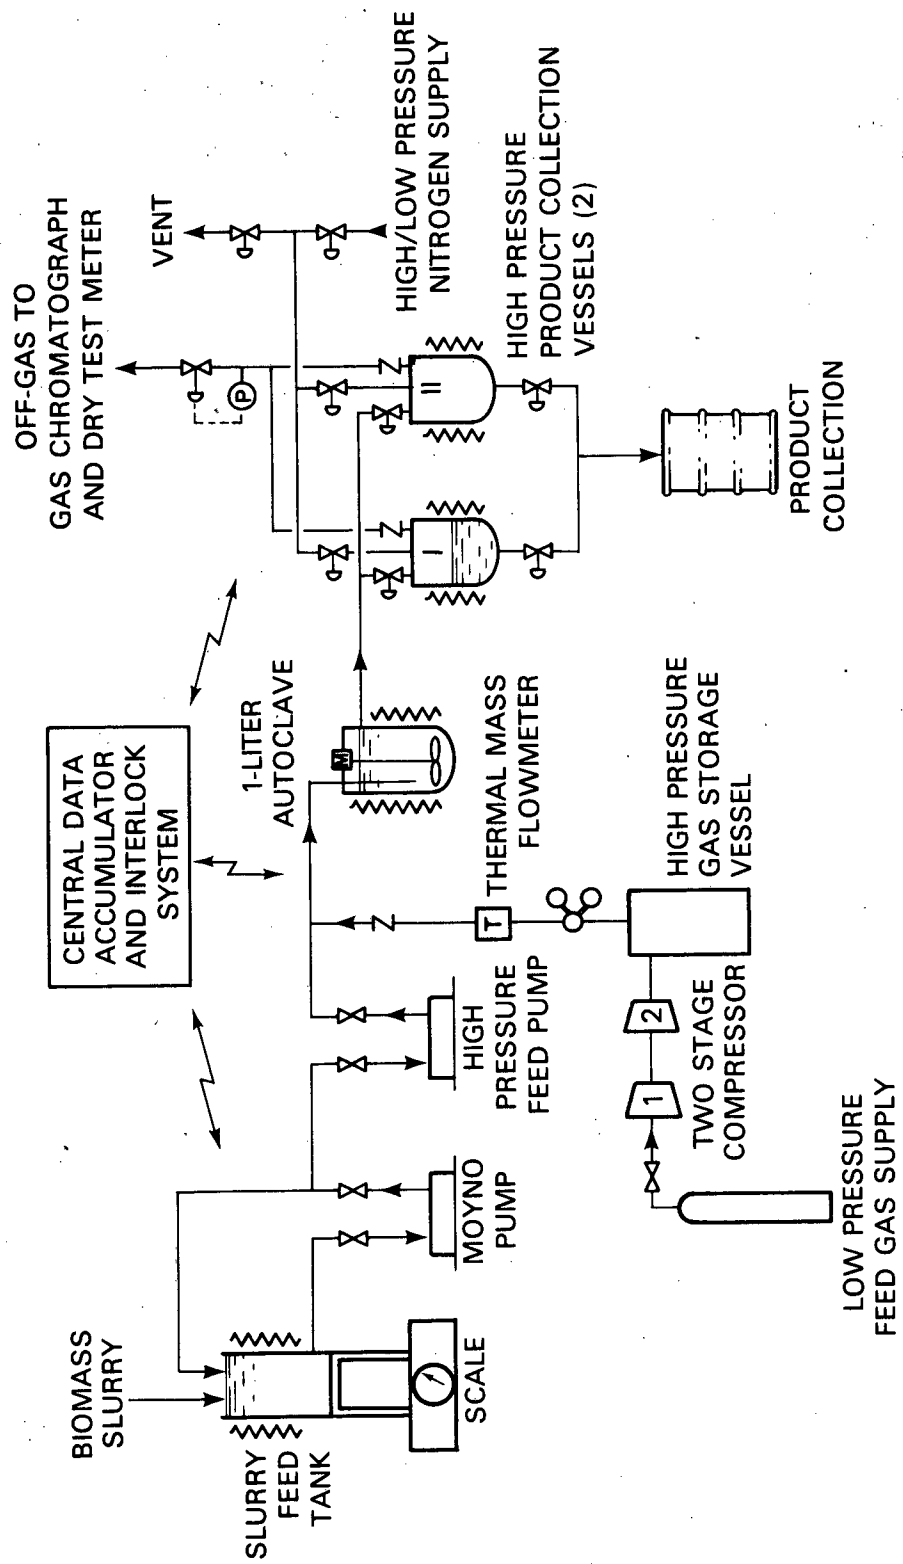 BIOMASS
SLURRY
SLURRY
FEED
TANK
SCALE
MOYNO
PUMP
HIGH
PRESSURE
FEED PUMP
CENTRAL DATA
ACCUMULATOR
AND INTERLOCK
SYSTEM
1-LITER
AUTOCLAVE
M
T
THERMAL MASS
FLOWMETER
LOW PRESSURE
FEED GAS SUPPLY
1
2
TWO STAGE
COMPRESSOR
HIGH PRESSURE
GAS STORAGE
VESSEL
OFF-GAS TO
GAS CHROMATOGRAPH
AND DRY TEST METER
P
VENT
HIGH/LOW PRESSURE
NITROGEN SUPPLY
I
II
HIGH PRESSURE
PRODUCT COLLECTION
VESSELS (2)
PRODUCT
COLLECTION